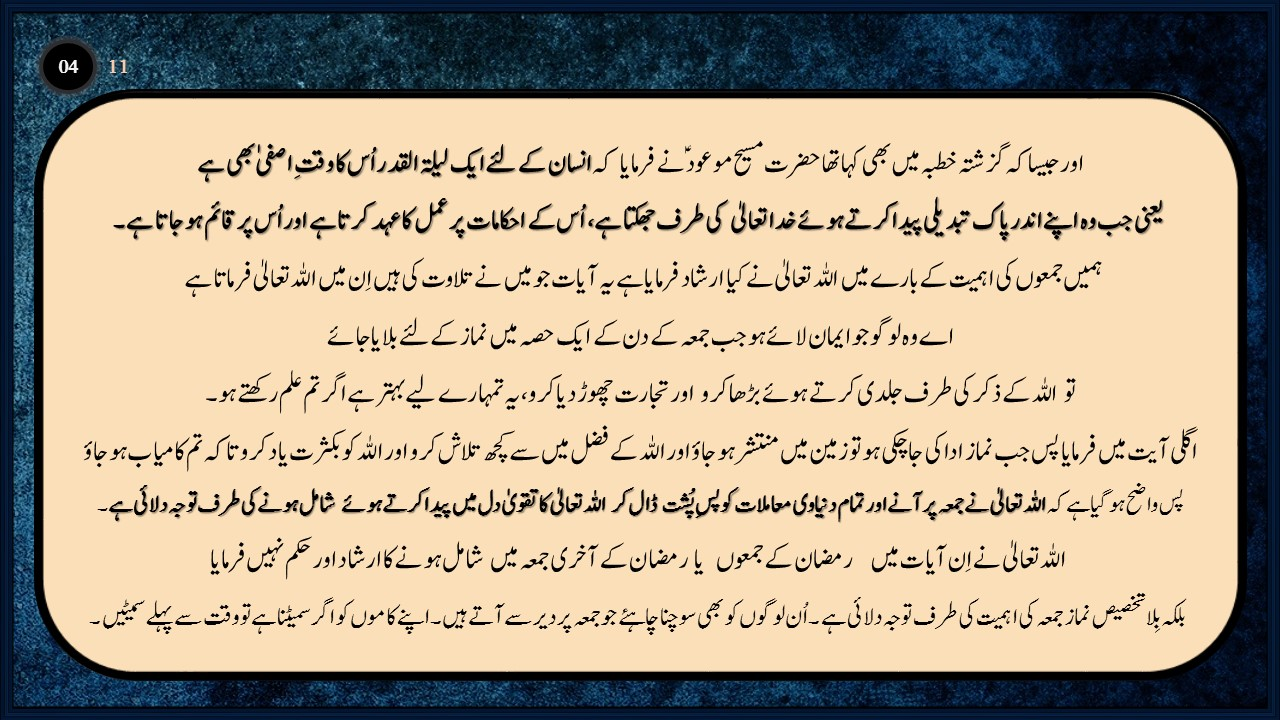 04 11
اور جیسا کہ گزشتہ خطبہ میں بھی کہا تھا حضرت مسیح موعودؑ نے فرمایا کہ انسان کے لئے ایک لیلۃ القدر اُس کا وقتِ اصفیٰ بھی ہے
یعنی جب وہ اپنے اندر پاک تبدیلی پیدا کرتے ہوئے خدا تعالیٰ کی طرف جھکتا ہے، اُس کے احکامات پر عمل کا عہد کرتا ہے اور اُس پر قائم ہو جاتا ہے۔
ہمیں جمعوں کی اہمیت کے بارے میں اللہ تعالیٰ نے کیا ارشاد فرمایا ہے یہ آیات جو میں نے تلاوت کی ہیں اِن میں اللہ تعالیٰ فرماتا ہے
اے وہ لوگو جو ایمان لائے ہو جب جمعہ کے دن کے ایک حصہ میں نماز کے لئے بلایا جائے
تو اللہ کے ذکر کی طرف جلدی کرتے ہوئے بڑھا کرو اور تجارت چھوڑ دیا کرو، یہ تمہارے لیے بہتر ہے اگر تم علم رکھتے ہو۔
اگلی آیت میں فرمایا پس جب نماز ادا کی جا چکی ہو تو زمین میں منتشر ہو جاؤ اور اللہ کے فضل میں سے کچھ تلاش کرو اور اللہ کو بکثرت یاد کرو تا کہ تم کامیاب ہو جاؤ
پس واضح ہو گیا ہے کہ اللہ تعالیٰ نے جمعہ پر آنے اور تمام دنیاوی معاملات کو پسِ پُشت ڈال کر اللہ تعالیٰ کا تقویٰ دل میں پیدا کرتے ہوئے شامل ہونے کی طرف توجہ دلائی ہے۔
اللہ تعالیٰ نے اِن آیات میں رمضان کے جمعوں یا رمضان کے آخری جمعہ میں شامل ہونے کا ارشاد اور حکم نہیں فرمایا
بلکہ بِلا تخصیص نماز جمعہ کی اہمیت کی طرف توجہ دلائی ہے۔ اُن لوگوں کو بھی سوچنا چاہئے جو جمعہ پر دیر سے آتے ہیں۔ اپنے کاموں کو اگر سمیٹنا ہے تو وقت سے پہلے سمیٹیں۔